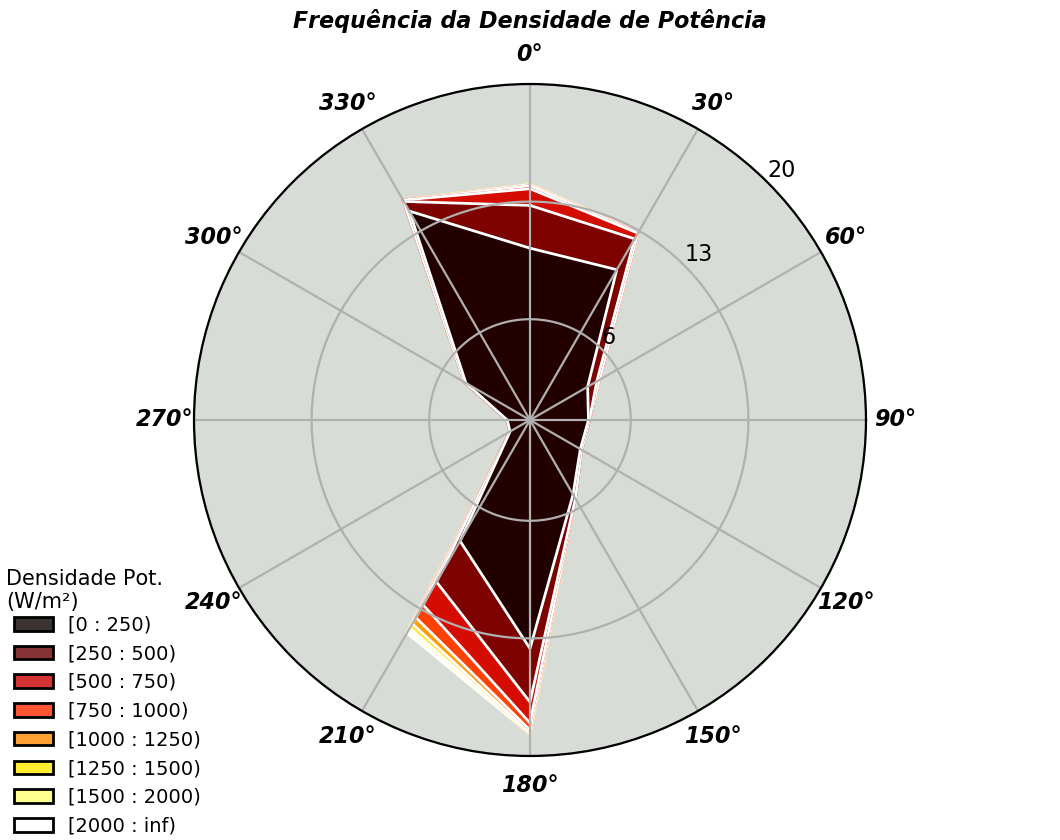 Frequência da Densidade de Potência
0°
330°
30°
20
300°
60°
13
6
270°
90°
240°
120°
210°
150°
180°
Densidade Pot.
(W/m²)
[0 : 250)
[250 : 500)
[500 : 750)
[750 : 1000)
[1000 : 1250)
[1250 : 1500)
[1500 : 2000)
[2000 : inf)